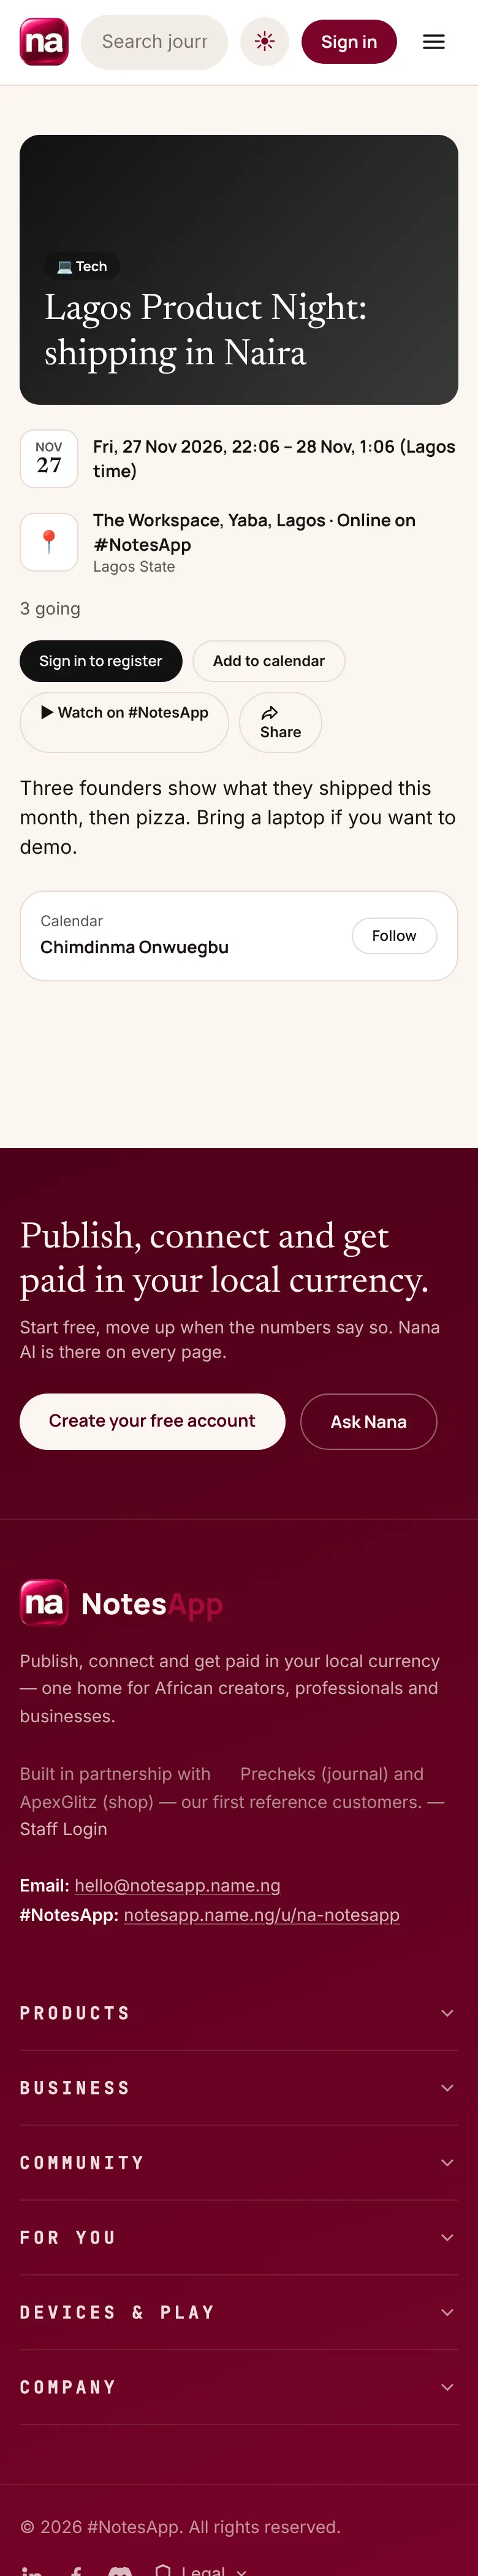 na
Search journ
Sign in
💻 Tech
Lagos Product Night:
shipping in Naira
NOV
27
Fri, 27 Nov 2026, 22:06 – 28 Nov, 1:06 (Lagos
time)
The Workspace, Yaba, Lagos · Online on
#NotesApp
Lagos State
3 going
Sign in to register
Add to calendar
▶ Watch on #NotesApp
Share
Three founders show what they shipped this
month, then pizza. Bring a laptop if you want to
demo.
Calendar
Chimdinma Onwuegbu
Follow
Publish, connect and get
paid in your local currency.
Start free, move up when the numbers say so. Nana
AI is there on every page.
Create your free account
Ask Nana
na NotesApp
Publish, connect and get paid in your local currency
— one home for African creators, professionals and
businesses.
Built in partnership with Precheks (journal) and
ApexGlitz (shop) — our first reference customers. —
Staff Login
Email: hello@notesapp.name.ng
#NotesApp: notesapp.name.ng/u/na-notesapp
PRODUCTS
BUSINESS
COMMUNITY
FOR YOU
DEVICES & PLAY
COMPANY
© 2026 #NotesApp. All rights reserved.
Legal